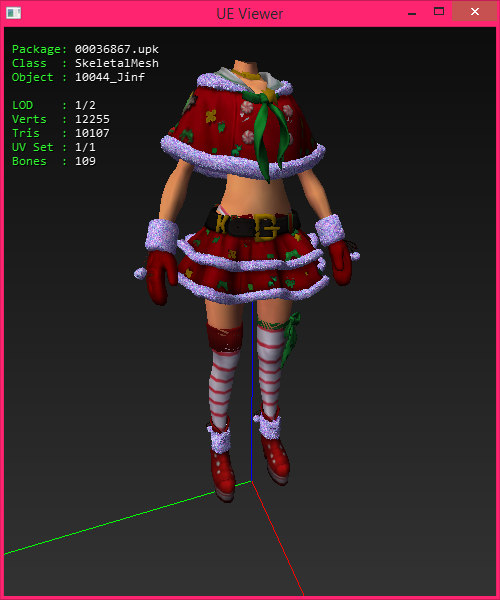 UE Viewer
Package: 00036867.upk
Class : SkeletalMesh
Object : 10044_Jinf
LOD : 1/2
Verts : 12255
Tris : 10107
UV Set : 1/1
Bones : 109